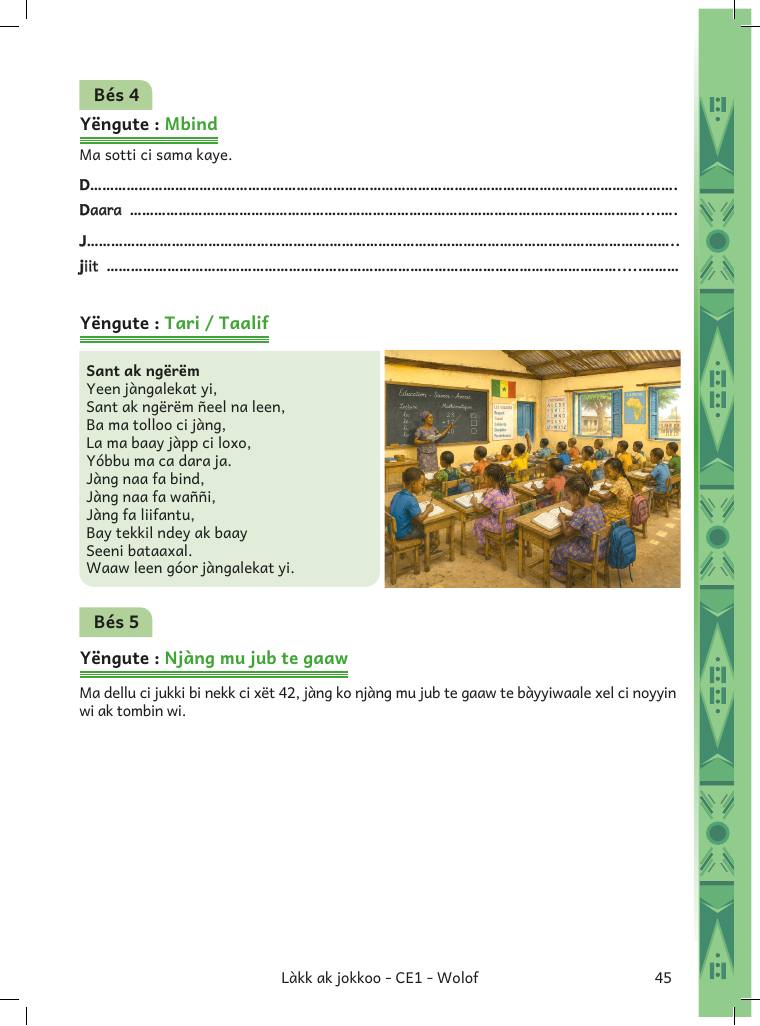 Bés 4
Yëngute : Mbind
Ma sotti ci sama kaye.
D...............................................................................................................
Daara ...............................................................................................................
J...............................................................................................................
jiit ...............................................................................................................
Yëngute : Tari / Taalif
Sant ak ngërëm
Yeen jàngalekat yi,
Sant ak ngërëm ñeel na leen,
Ba ma tolloo ci jàng,
La ma baay jàpp ci loxo,
Yóbbu ma ca dara ja.
Jàng naa fa bind,
Jàng naa fa waññi,
Jàng fa liifantu,
Bay tekkil ndey ak baay
Seeni bataaxal.
Waaw leen góor jàngalekat yi.
Lecture Mathématiques
Bés 5
Yëngute : Njàng mu jub te gaaw
Ma dellu ci jukki bi nekk ci xët 42, jàng ko njàng mu jub te gaaw te bàyyiwaale xel ci noyyin
wi ak tombin wi.
Làkk ak jokkoo - CE1 - Wolof 45